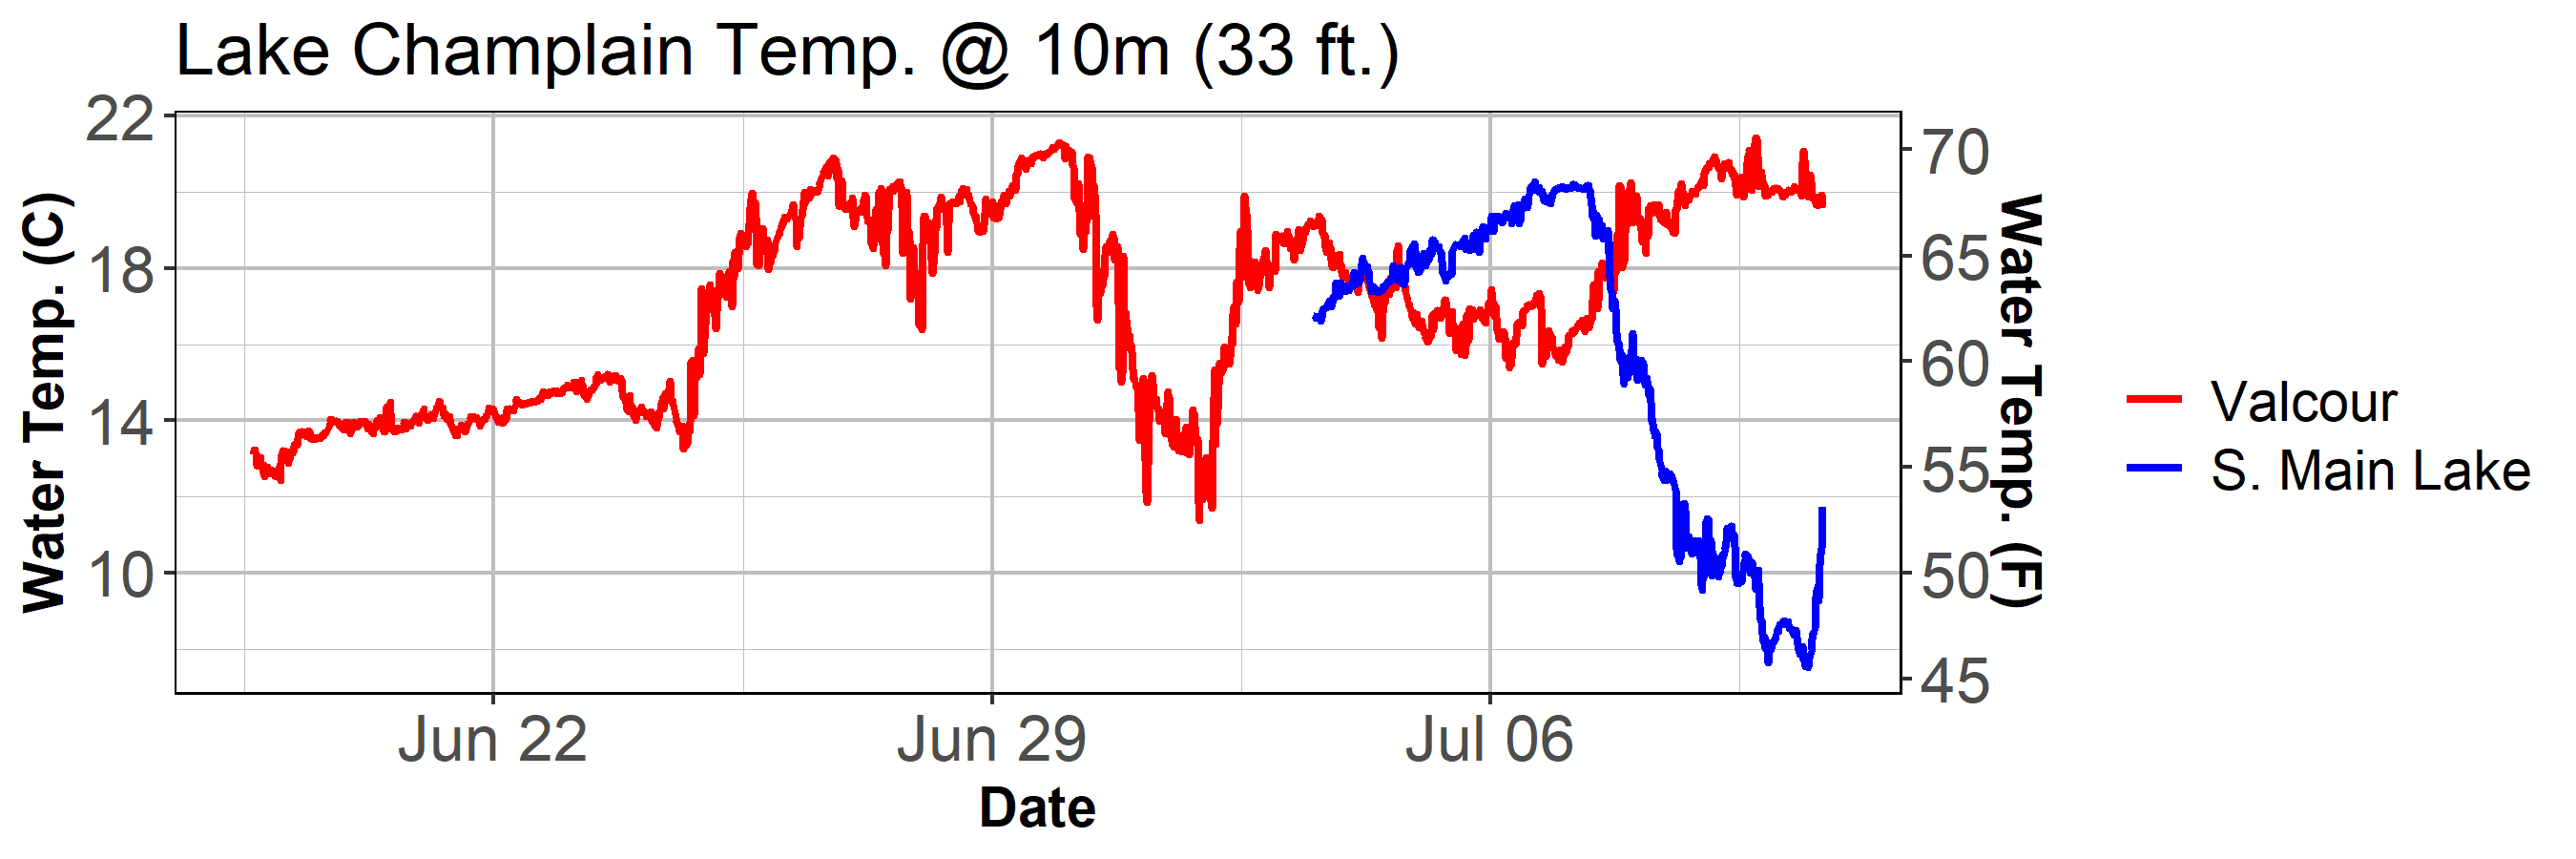 Lake Champlain Temp. @ 10m (33 ft.)
Water Temp. (C)
22
18
14
10
70
65
60
55
50
45
Water Temp. (F)
Jun 22
Jun 29
Jul 06
Date
Valcour
S. Main Lake